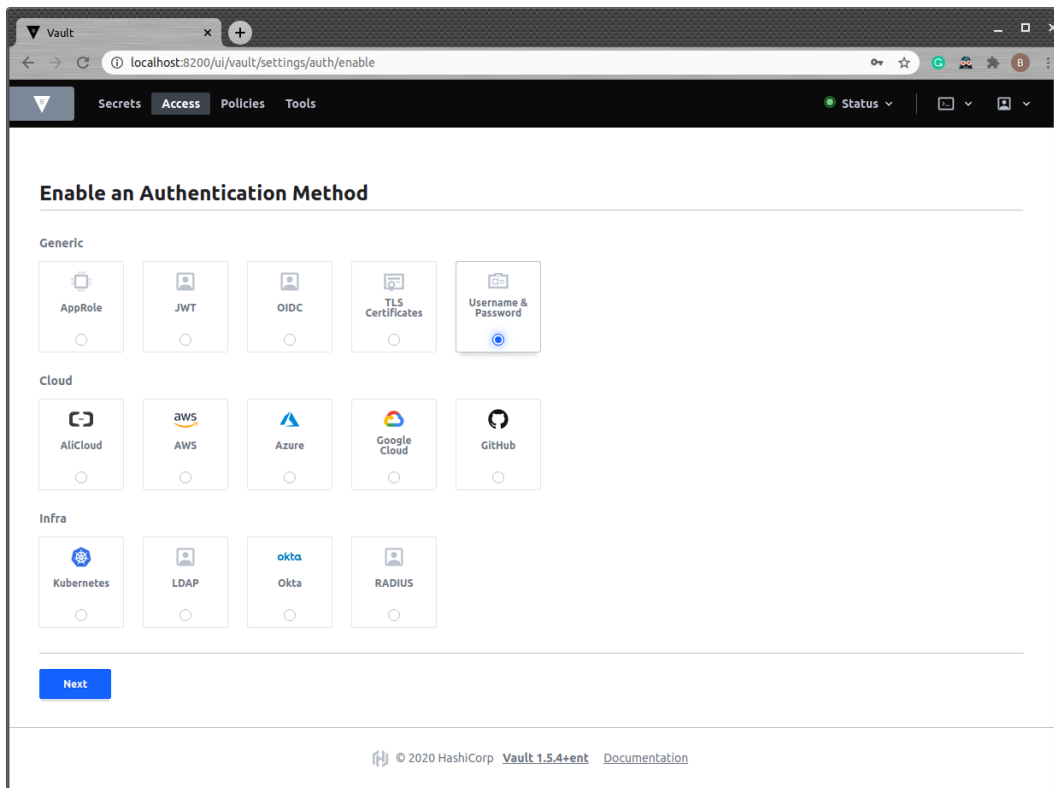 Vault
localhost:8200/ui/vault/settings/auth/enable
B
Secrets Access Policies Tools Status
Enable an Authentication Method
Generic
AppRole JWT OIDC TLS Certificates Username & Password
Cloud
aws
AliCloud AWS Azure Google Cloud GitHub
Infra
okta
Kubernetes LDAP Okta RADIUS
Next
© 2020 HashiCorp Vault 1.5.4+ent Documentation